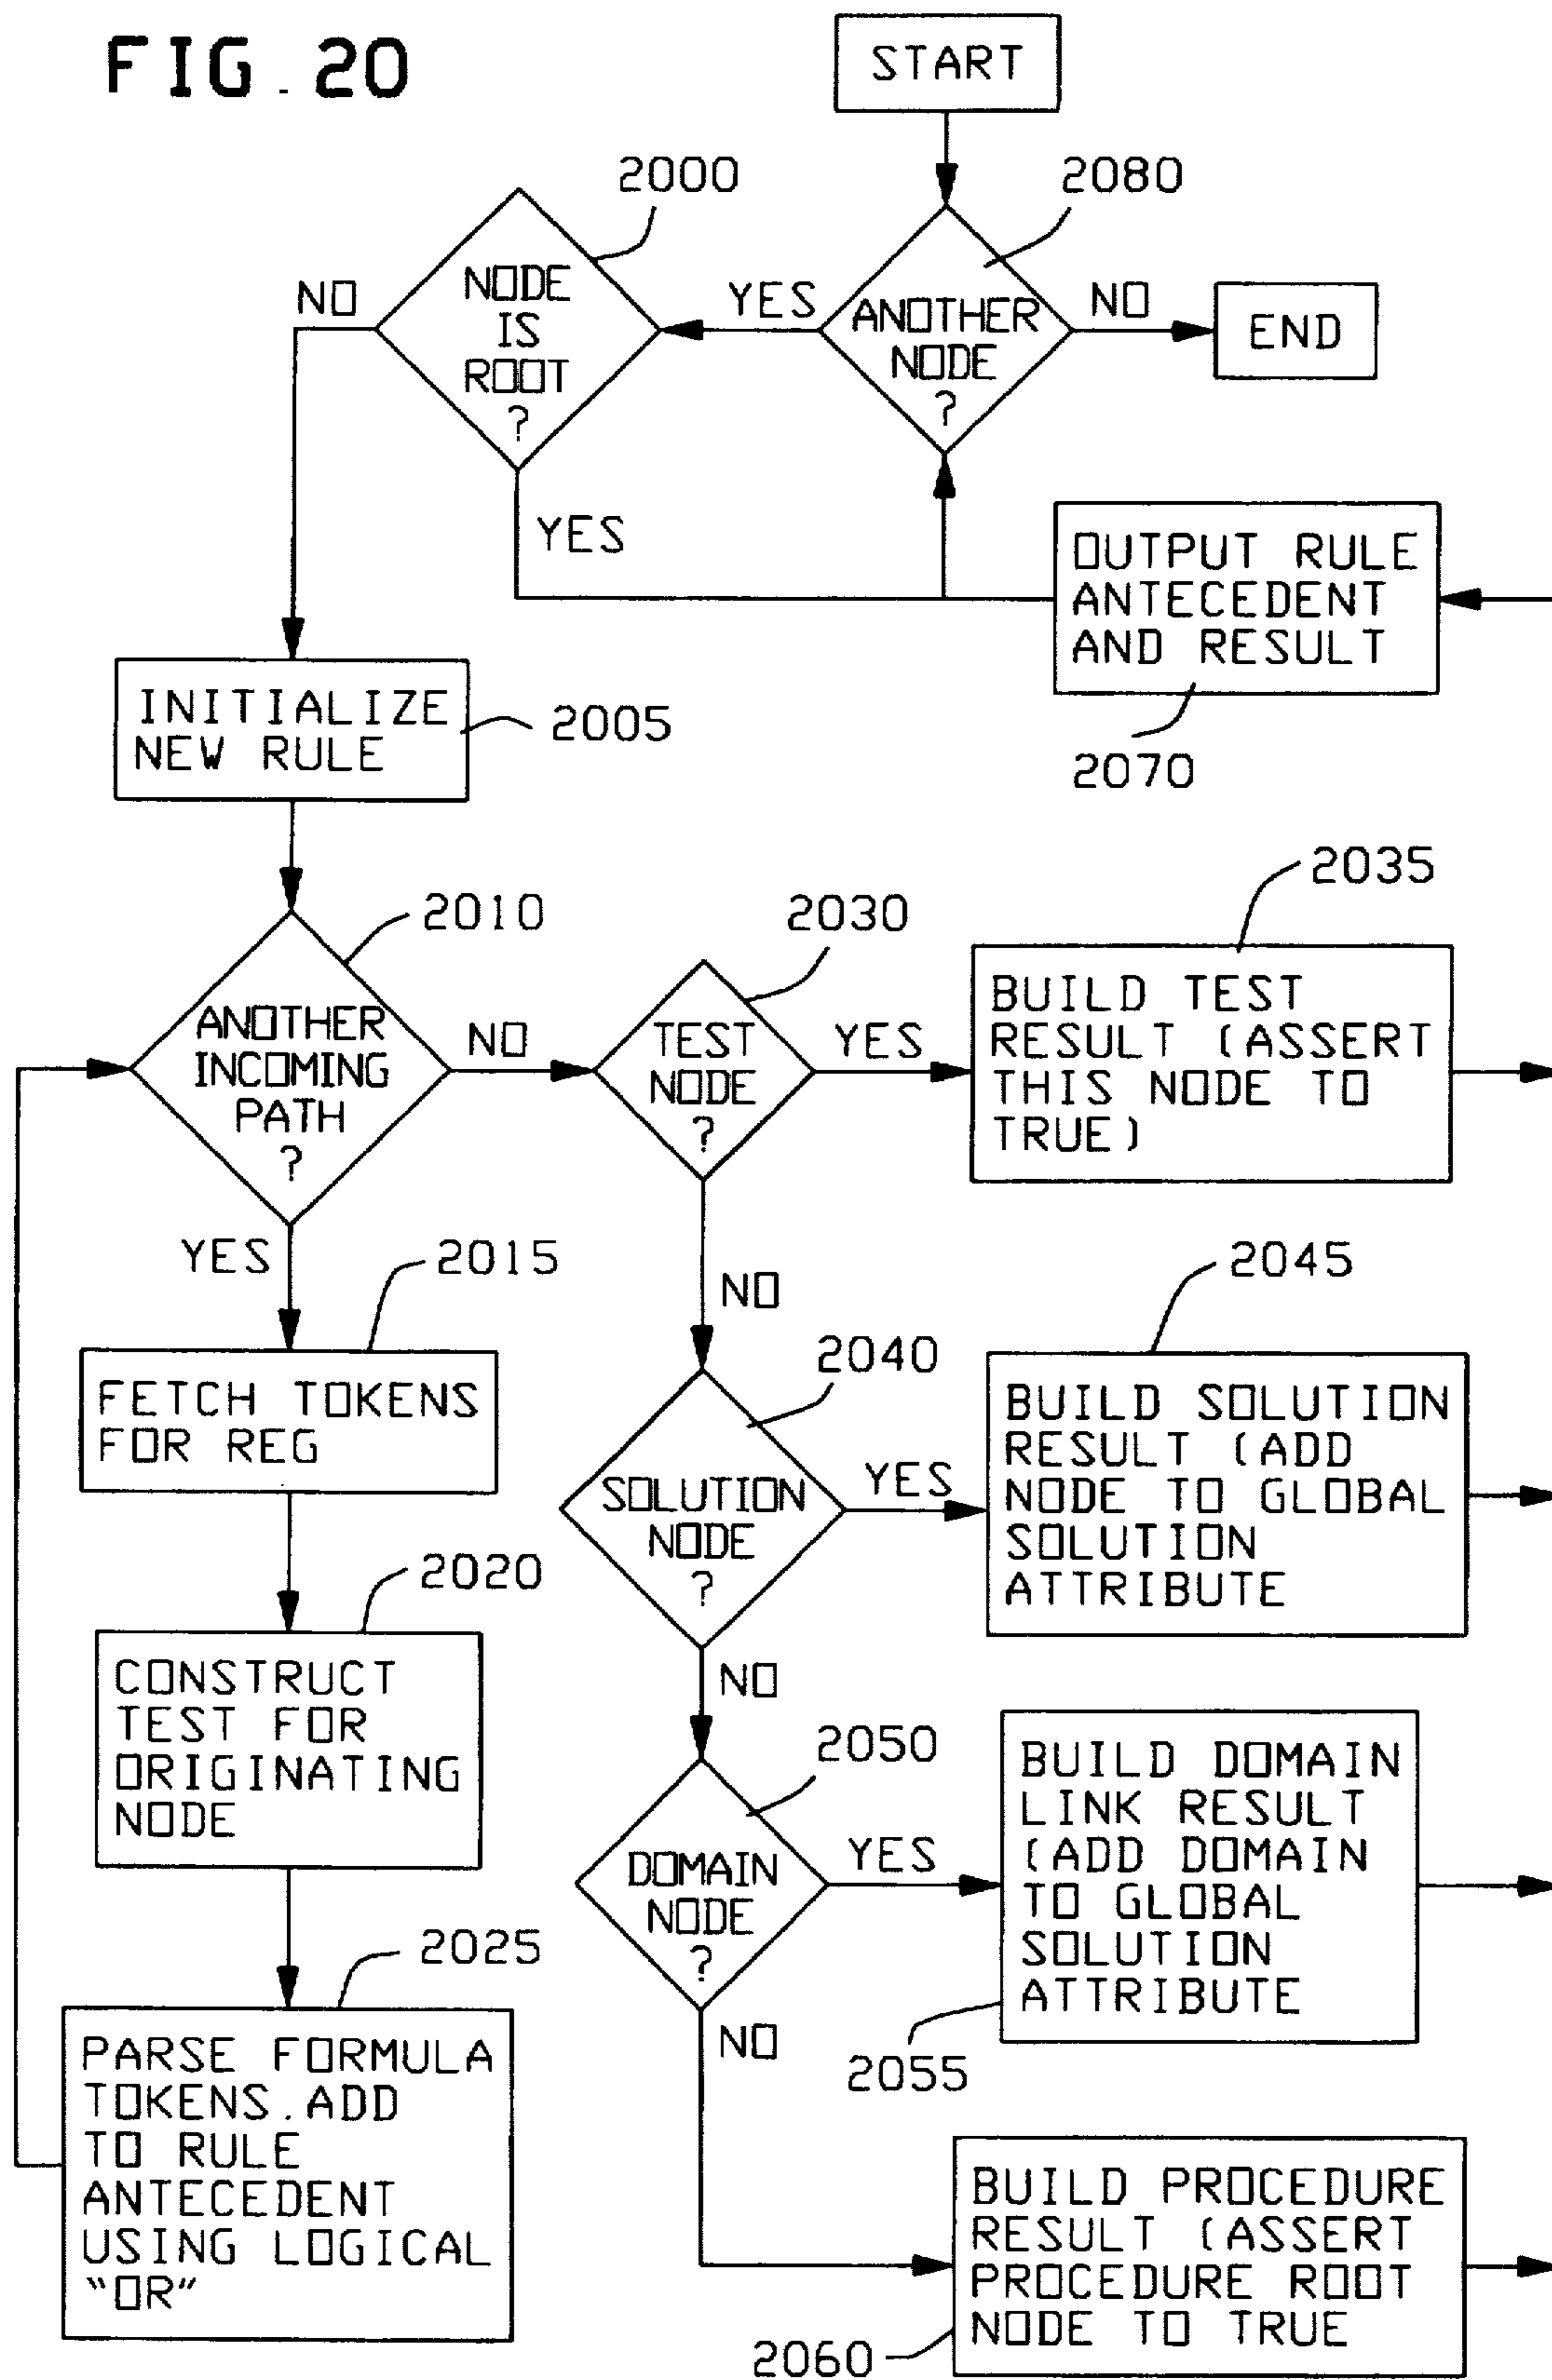 FIG. 20
START
2000
2080
NODE
IS
ROOT
?
NO
YES
ANOTHER
NODE
?
NO
END
YES
OUTPUT RULE
ANTECEDENT
AND RESULT
2070
INITIALIZE
NEW RULE
2005
2010
ANOTHER
INCOMING
PATH
?
NO
YES
2030
TEST
NODE
?
YES
NO
2035
BUILD TEST
RESULT (ASSERT
THIS NODE TO
TRUE)
2015
FETCH TOKENS
FOR REG
2040
SOLUTION
NODE
?
YES
NO
2045
BUILD SOLUTION
RESULT (ADD
NODE TO GLOBAL
SOLUTION
ATTRIBUTE
2020
CONSTRUCT
TEST FOR
ORIGINATING
NODE
2050
DOMAIN
NODE
?
YES
NO
BUILD DOMAIN
LINK RESULT
(ADD DOMAIN
TO GLOBAL
SOLUTION
ATTRIBUTE
2055
2025
PARSE FORMULA
TOKENS.ADD
TO RULE
ANTECEDENT
USING LOGICAL
"OR"
BUILD PROCEDURE
RESULT (ASSERT
PROCEDURE ROOT
NODE TO TRUE
2060